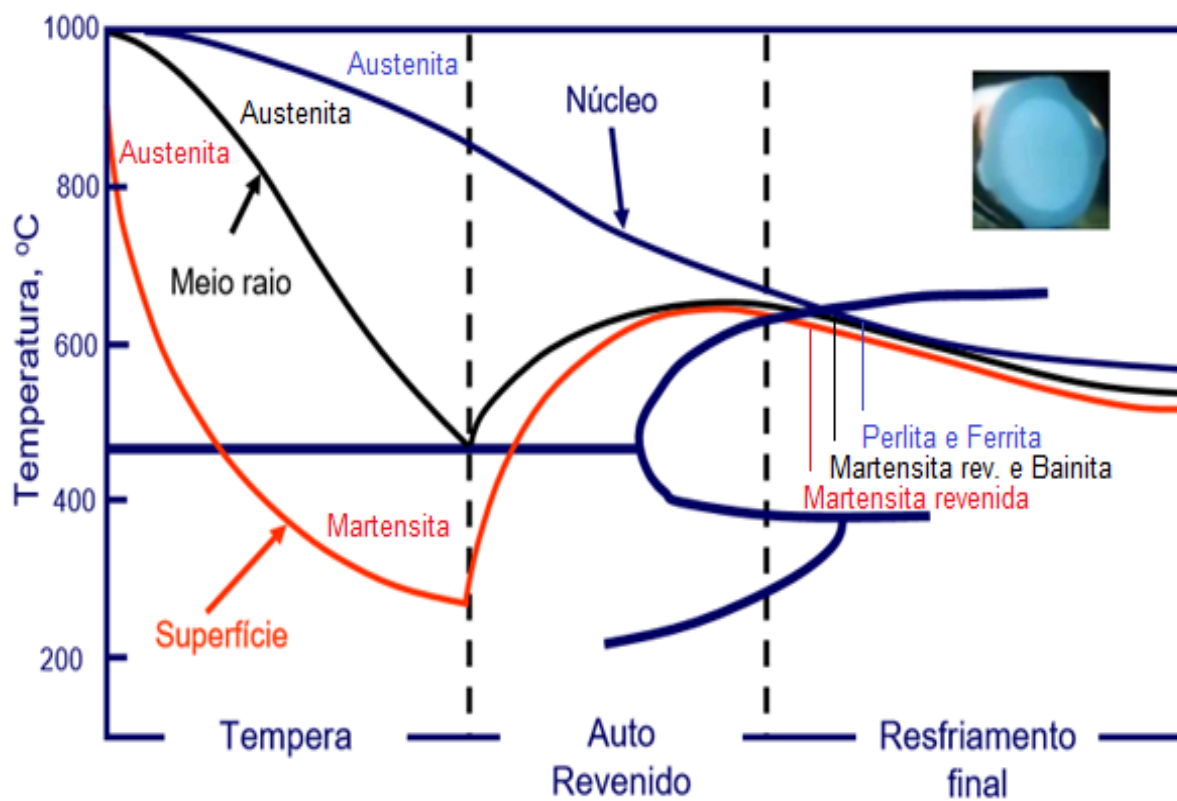 1000
800
600
400
200
Temperatura, ºC
Austenita
Núcleo
Austenita
Austenita
Meio raio
Perlita e Ferrita
Martensita rev. e Bainita
Martensita revenida
Martensita
Superfície
Tempera
Auto
Revenido
Resfriamento
final